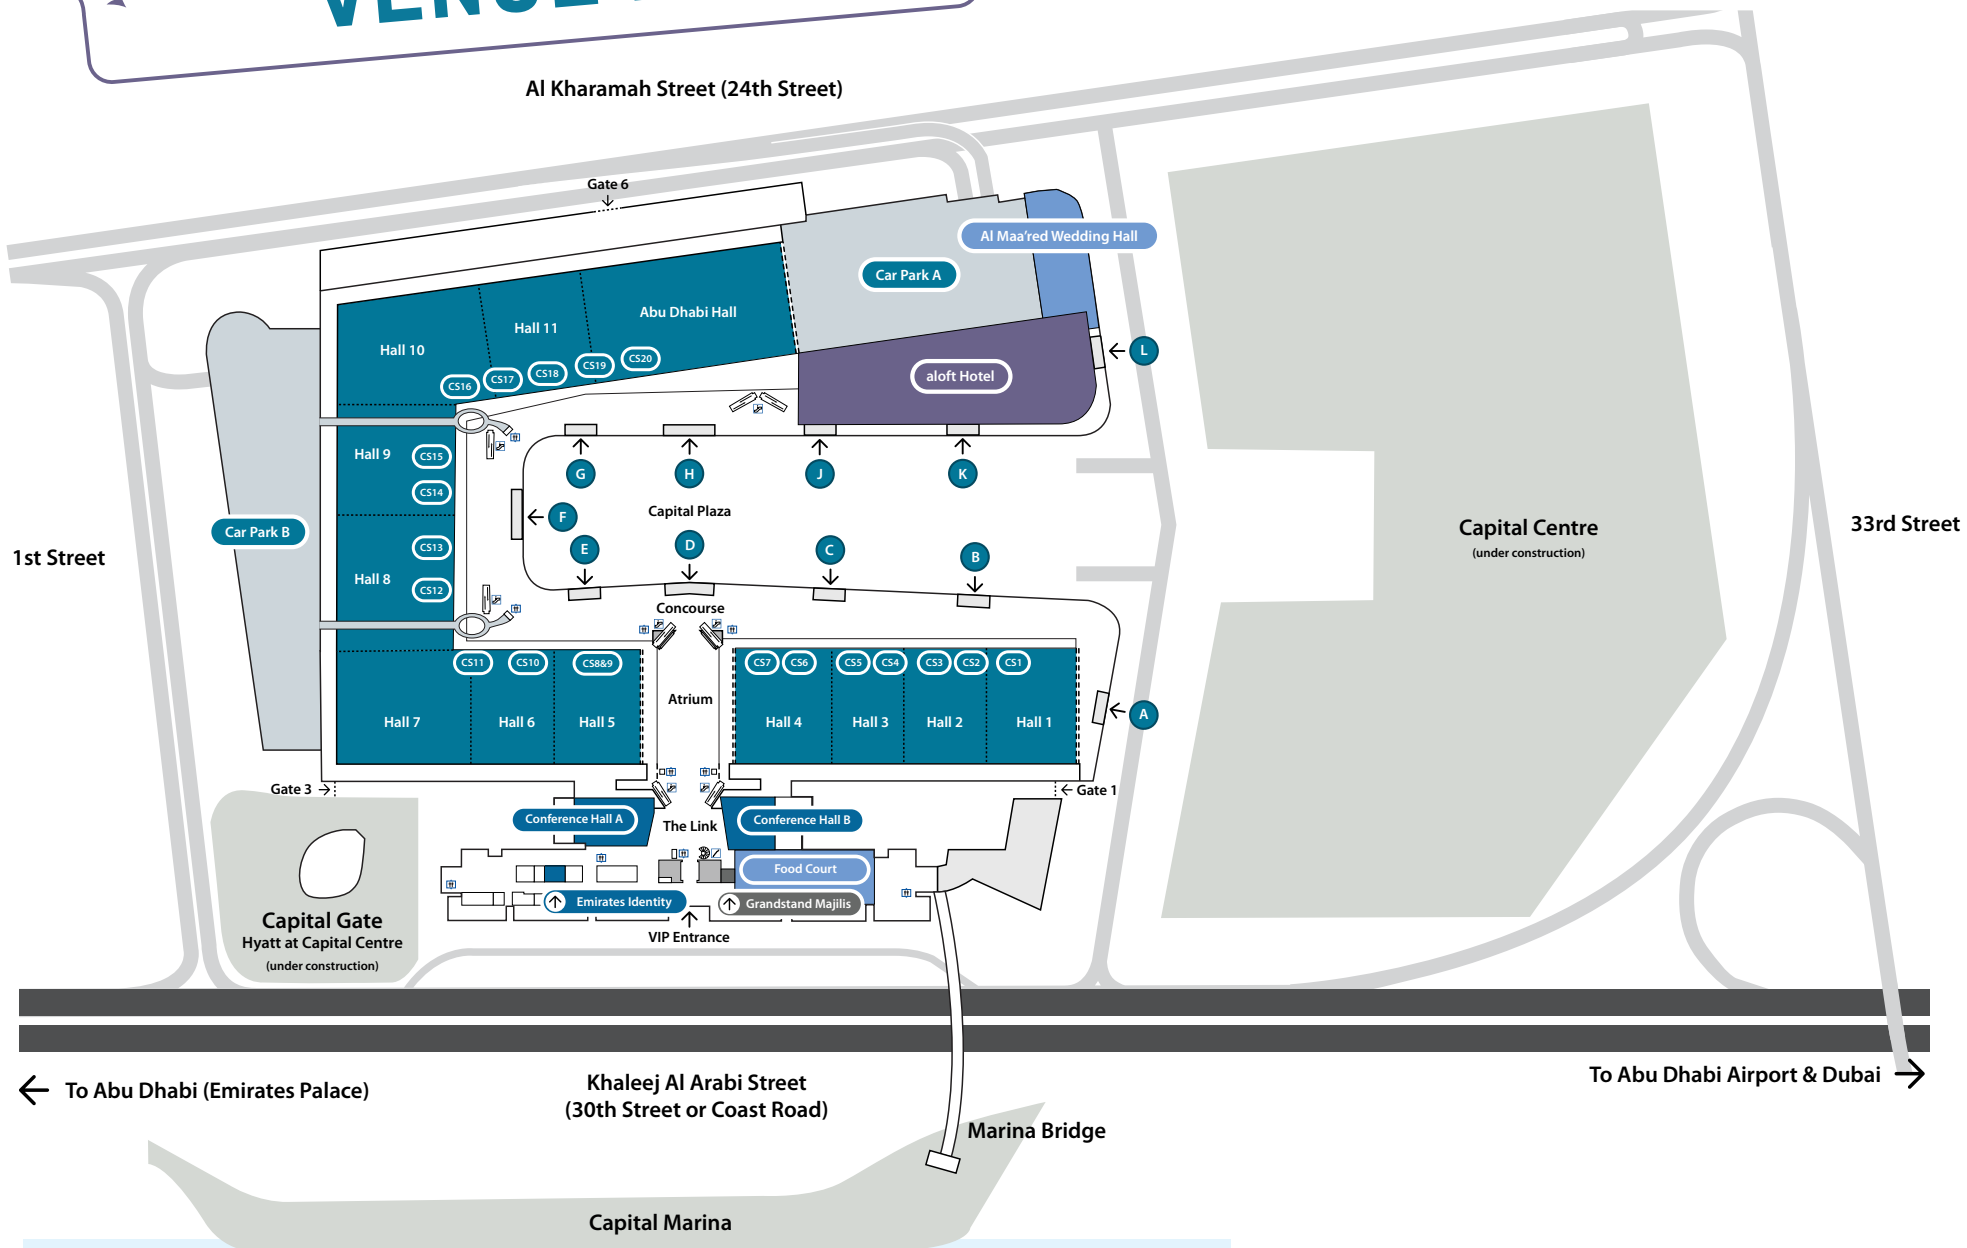 Al Kharamah Street (24th Street)
Gate 6
Al Maa'red Wedding Hall
Car Park A
Abu Dhabi Hall
Hall 11
Hall 10
CS20
CS19
CS18
CS17
CS16
aloft Hotel
L
Hall 9
CS15
CS14
G
H
J
K
F
Capital Plaza
Car Park B
1st Street
Capital Centre
(under construction)
33rd Street
E
D
C
B
CS13
Hall 8
CS12
Concourse
CS11
CS10
CS8&9
CS7
CS6
CS5
CS4
CS3
CS2
CS1
Atrium
A
Hall 7
Hall 6
Hall 5
Hall 4
Hall 3
Hall 2
Hall 1
Gate 3
Gate 1
Conference Hall A
The Link
Conference Hall B
Food Court
Emirates Identity
Grandstand Majilis
VIP Entrance
Capital Gate
Hyatt at Capital Centre
(under construction)
To Abu Dhabi (Emirates Palace)
Khaleej Al Arabi Street
(30th Street or Coast Road)
To Abu Dhabi Airport & Dubai
Marina Bridge
Capital Marina